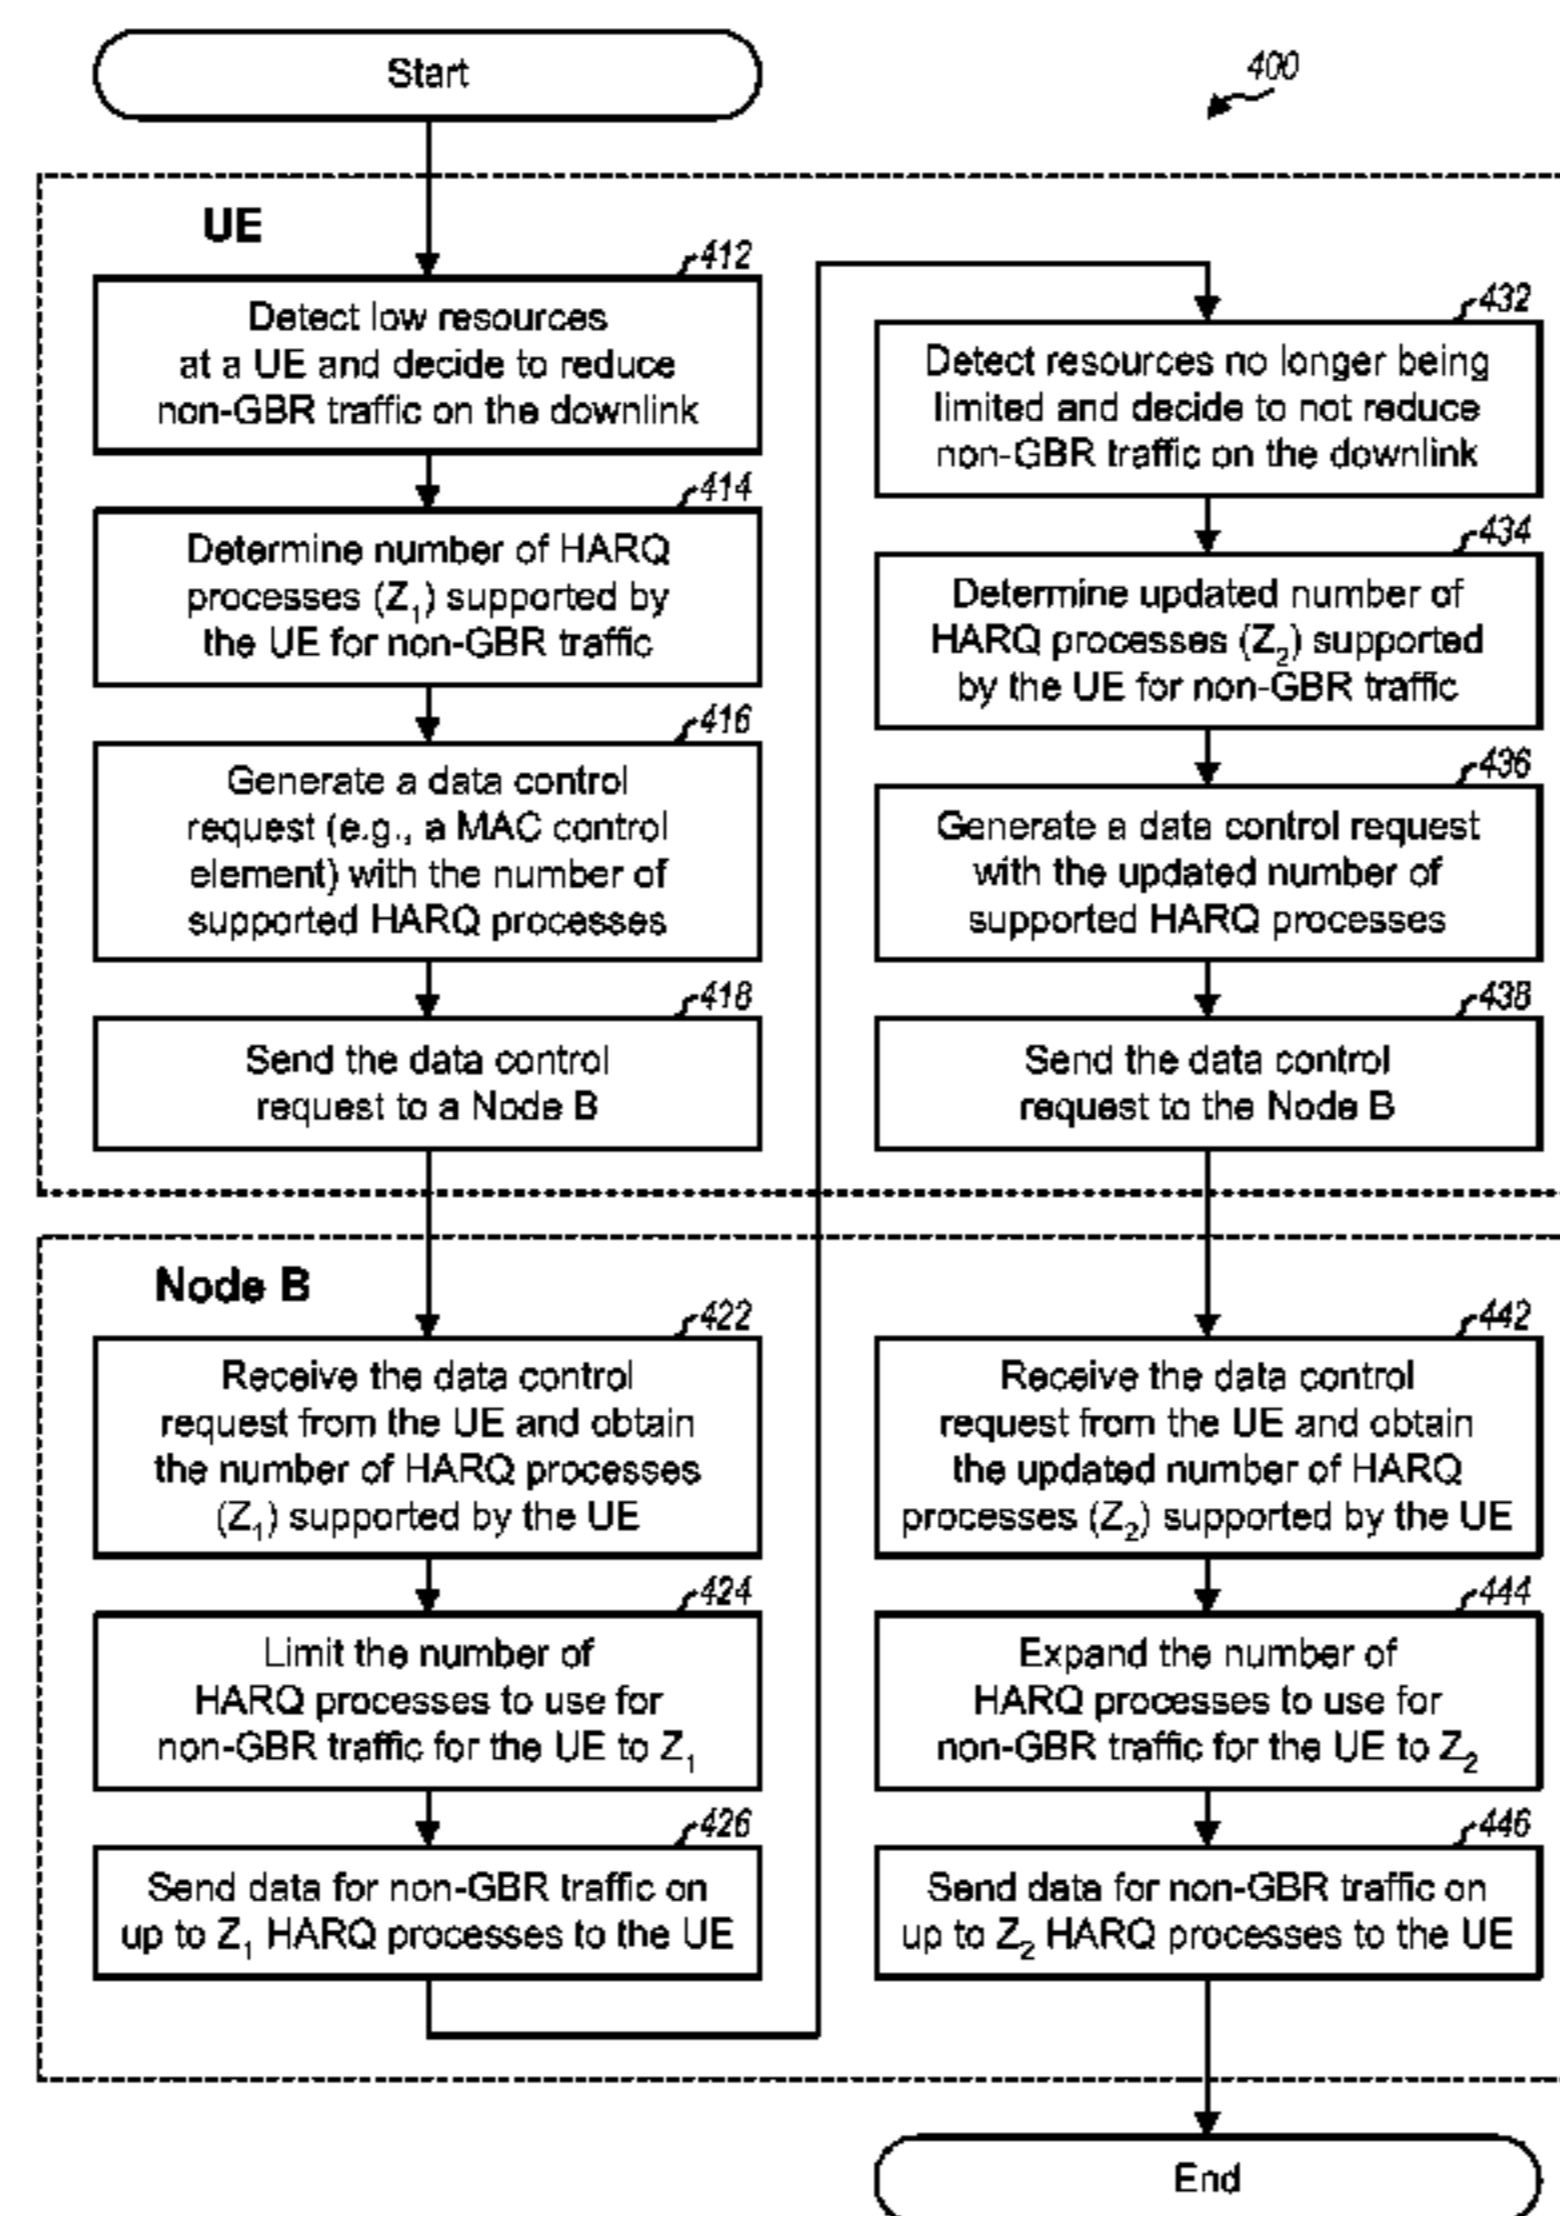 Start
400
UE
412
Detect low resources
at a UE and decide to reduce
non-GBR traffic on the downlink
414
Determine number of HARQ
processes (Z₁) supported by
the UE for non-GBR traffic
416
Generate a data control
request (e.g., a MAC control
element) with the number of
supported HARQ processes
418
Send the data control
request to a Node B
432
Detect resources no longer being
limited and decide to not reduce
non-GBR traffic on the downlink
434
Determine updated number of
HARQ processes (Z₂) supported
by the UE for non-GBR traffic
436
Generate a data control request
with the updated number of
supported HARQ processes
438
Send the data control
request to the Node B
Node B
422
Receive the data control
request from the UE and obtain
the number of HARQ processes
(Z₁) supported by the UE
424
Limit the number of
HARQ processes to use for
non-GBR traffic for the UE to Z₁
426
Send data for non-GBR traffic on
up to Z₁ HARQ processes to the UE
442
Receive the data control
request from the UE and obtain
the updated number of HARQ
processes (Z₂) supported by the UE
444
Expand the number of
HARQ processes to use for
non-GBR traffic for the UE to Z₂
446
Send data for non-GBR traffic on
up to Z₂ HARQ processes to the UE
End